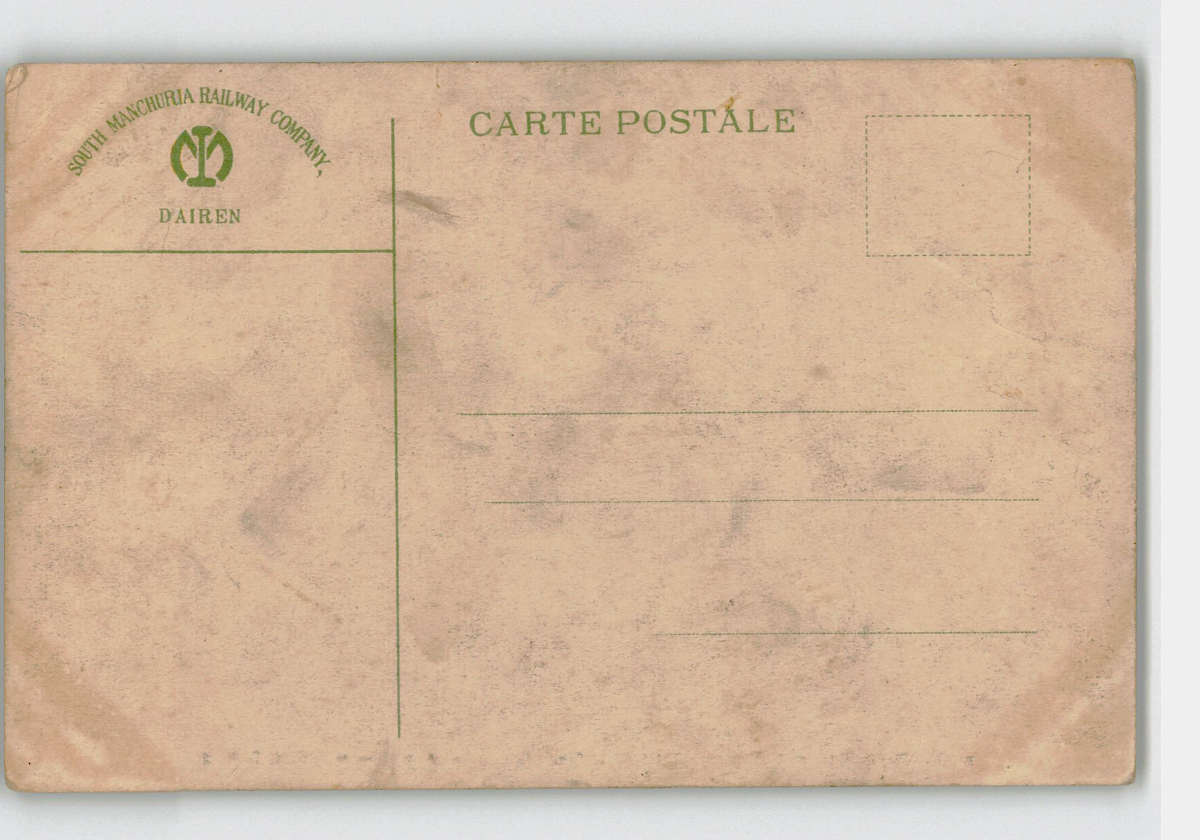 SOUTH MANCHURIA RAILWAY COMPANY,
DAIREN
CARTE POSTALE